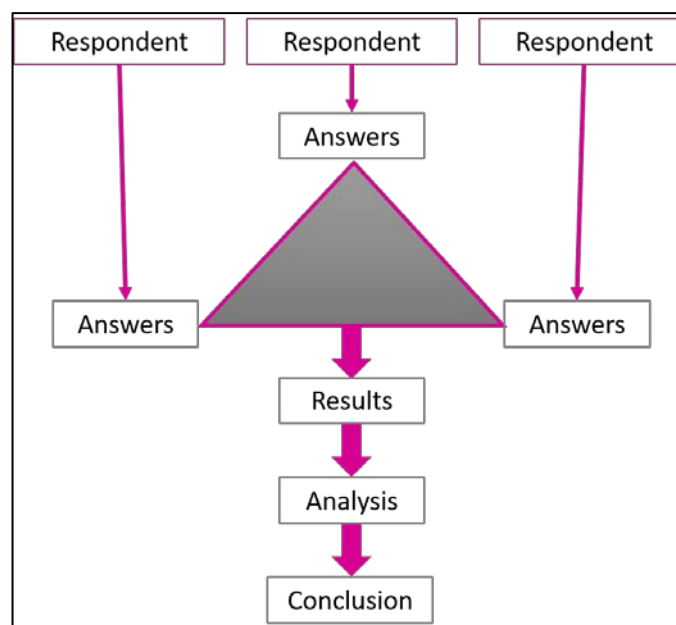 Respondent
Respondent
Respondent
Answers
Answers
Answers
Results
Analysis
Conclusion